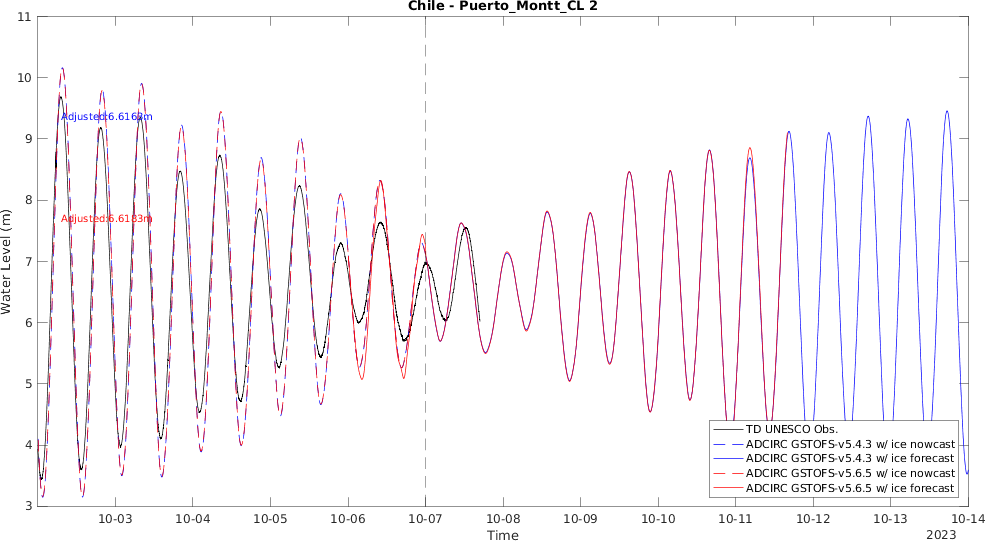 Chile - Puerto_Montt_CL 2
11
10
9
8
7
6
5
4
3
Water Level (m)
Adjusted:6.6162m
Adjusted:6.6183m
TD UNESCO Obs.
ADCIRC GSTOFS-v5.4.3 w/ ice nowcast
ADCIRC GSTOFS-v5.4.3 w/ ice forecast
ADCIRC GSTOFS-v5.6.5 w/ ice nowcast
ADCIRC GSTOFS-v5.6.5 w/ ice forecast
10-03 10-04 10-05 10-06 10-07 10-08 10-09 10-10 10-11 10-12 10-13 10-14
Time
2023